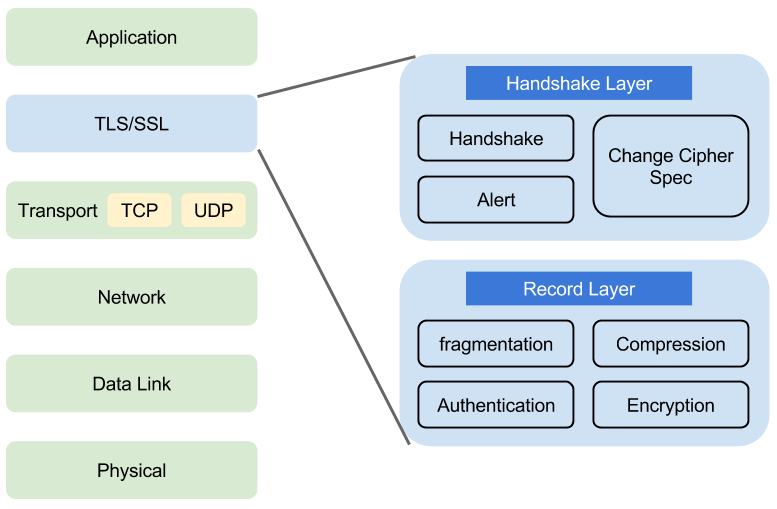 Application
TLS/SSL
Transport TCP UDP
Network
Data Link
Physical
Handshake Layer
Handshake
Alert
Change Cipher
Spec
Record Layer
fragmentation
Compression
Authentication
Encryption